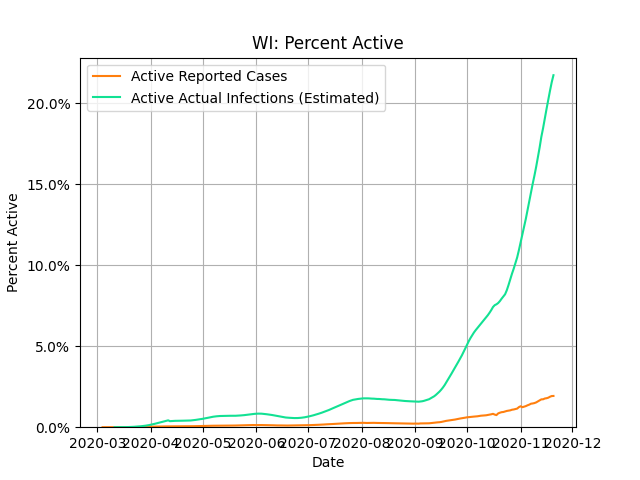 WI: Percent Active
Active Reported Cases
Active Actual Infections (Estimated)
Percent Active
20.0%
15.0%
10.0%
5.0%
0.0%
2020-03 2020-04 2020-05 2020-06 2020-07 2020-08 2020-09 2020-10 2020-11 2020-12
Date